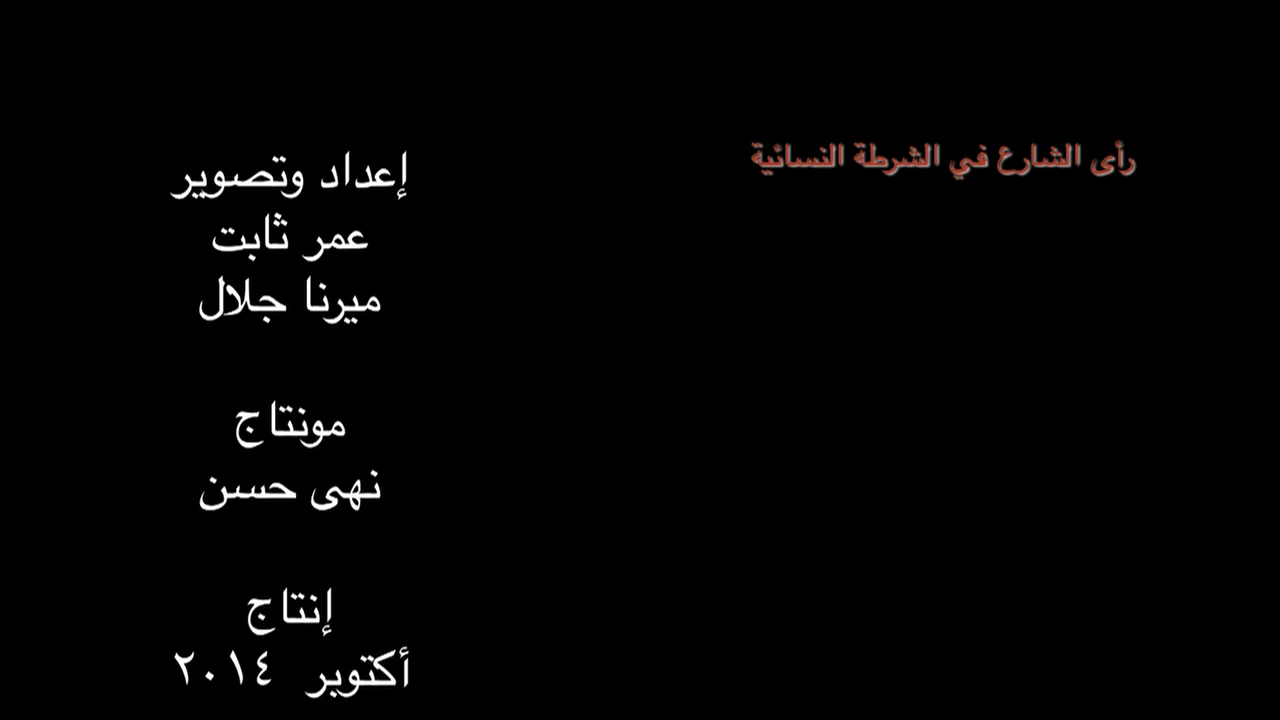 رأى الشارع في الشرطة النسائية
إعداد وتصوير
عمر ثابت
ميرنا جلال
مونتاج
نهى حسن
إنتاج
أكتوبر ٢٠١٤